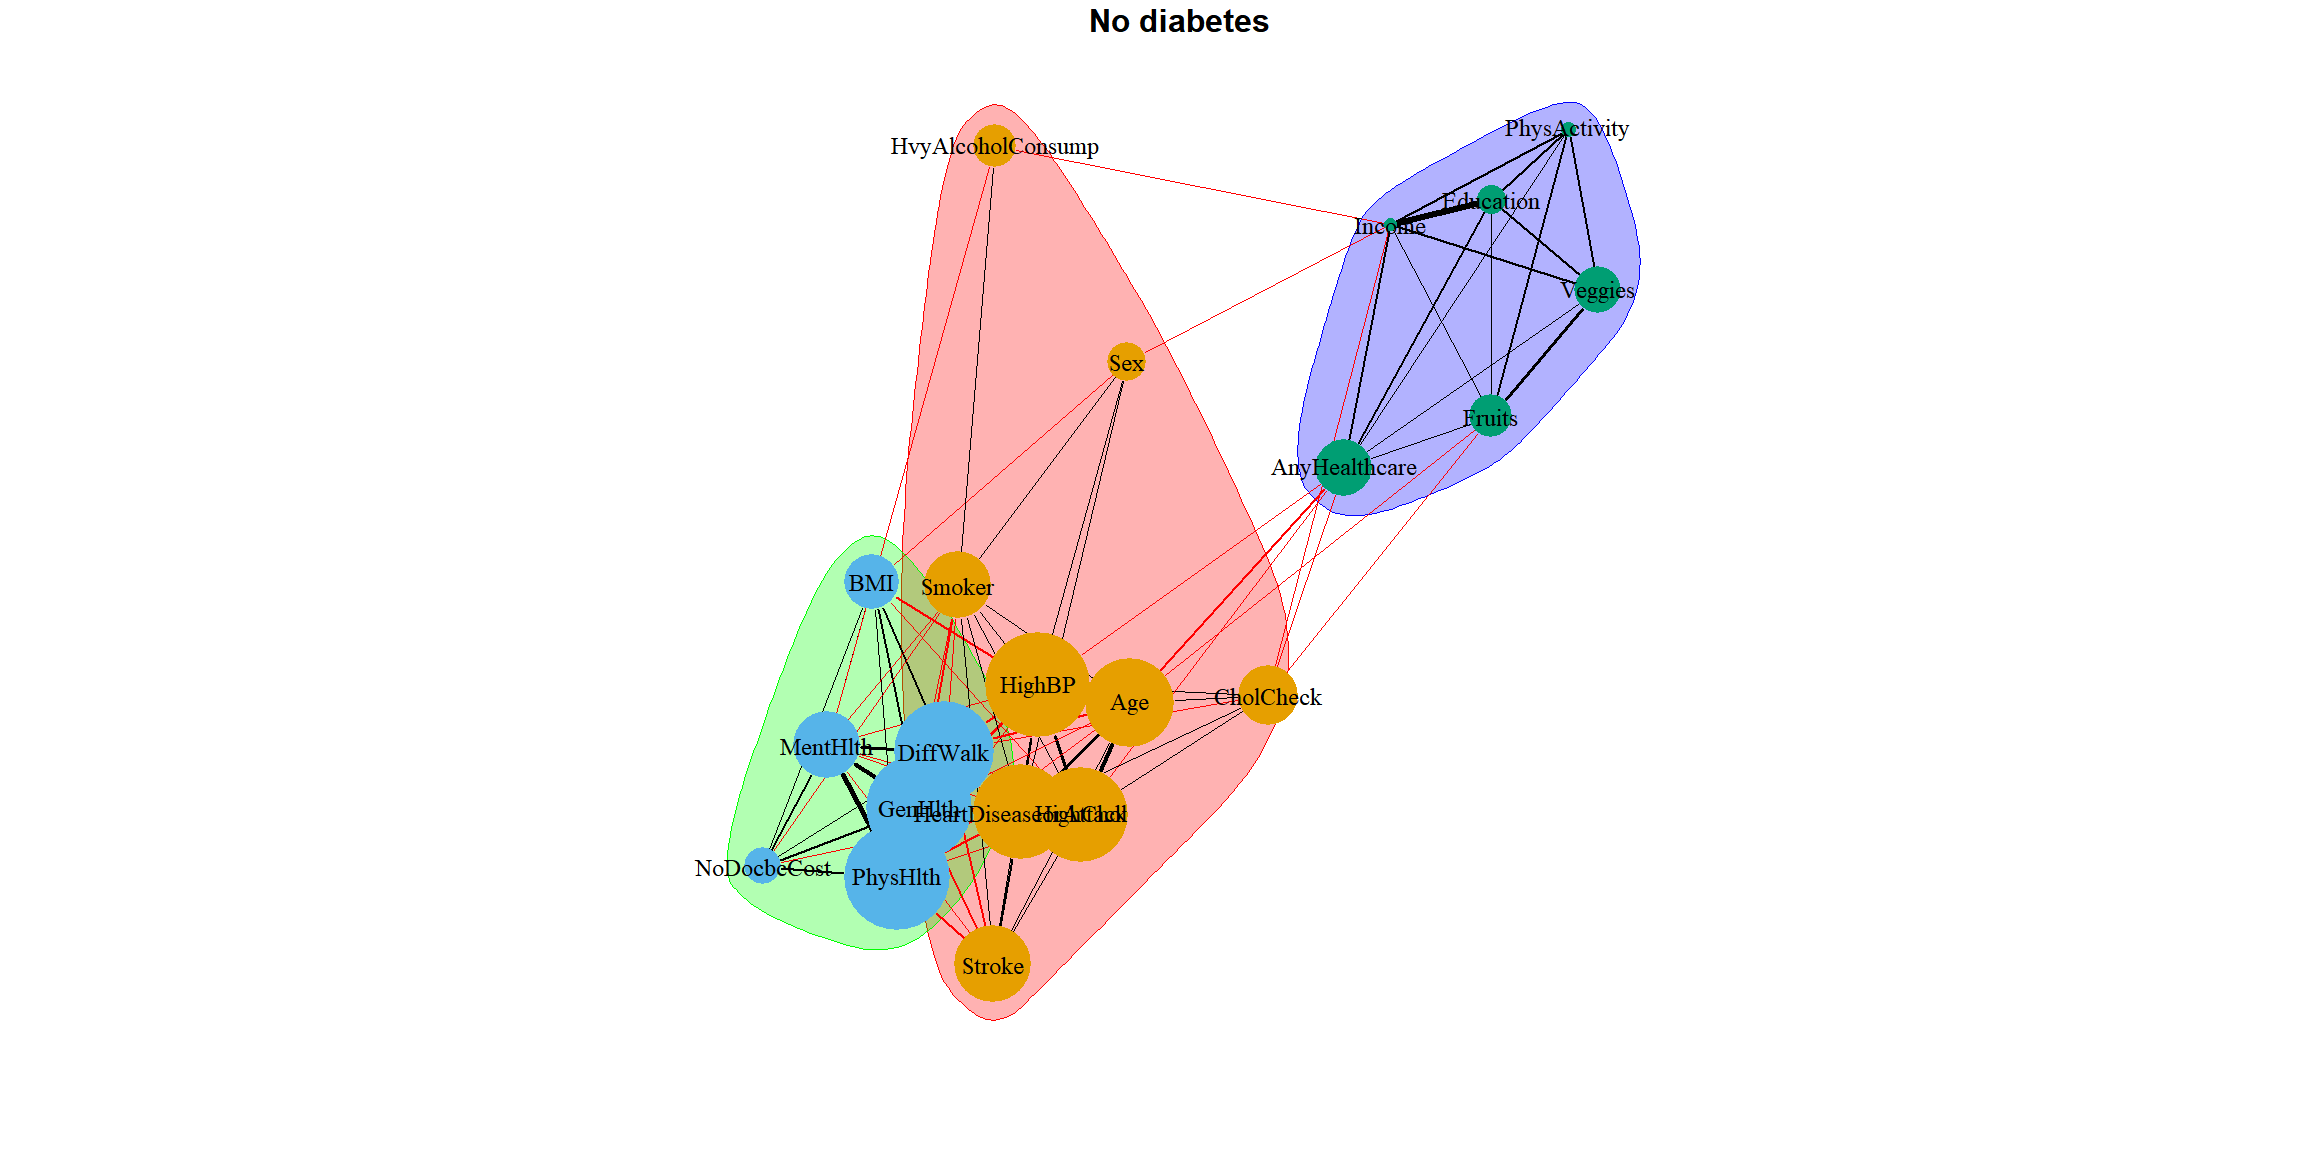 No diabetes
PhysActivity
HvyAlcoholConsump
Education
Income
Veggies
Sex
Fruits
AnyHealthcare
BMI
Smoker
HighBP
CholCheck
Age
MentHlth
DiffWalk
GenHlth
HeartDiseaseorAttack
HighChol
NoDocbcCost
PhysHlth
Stroke